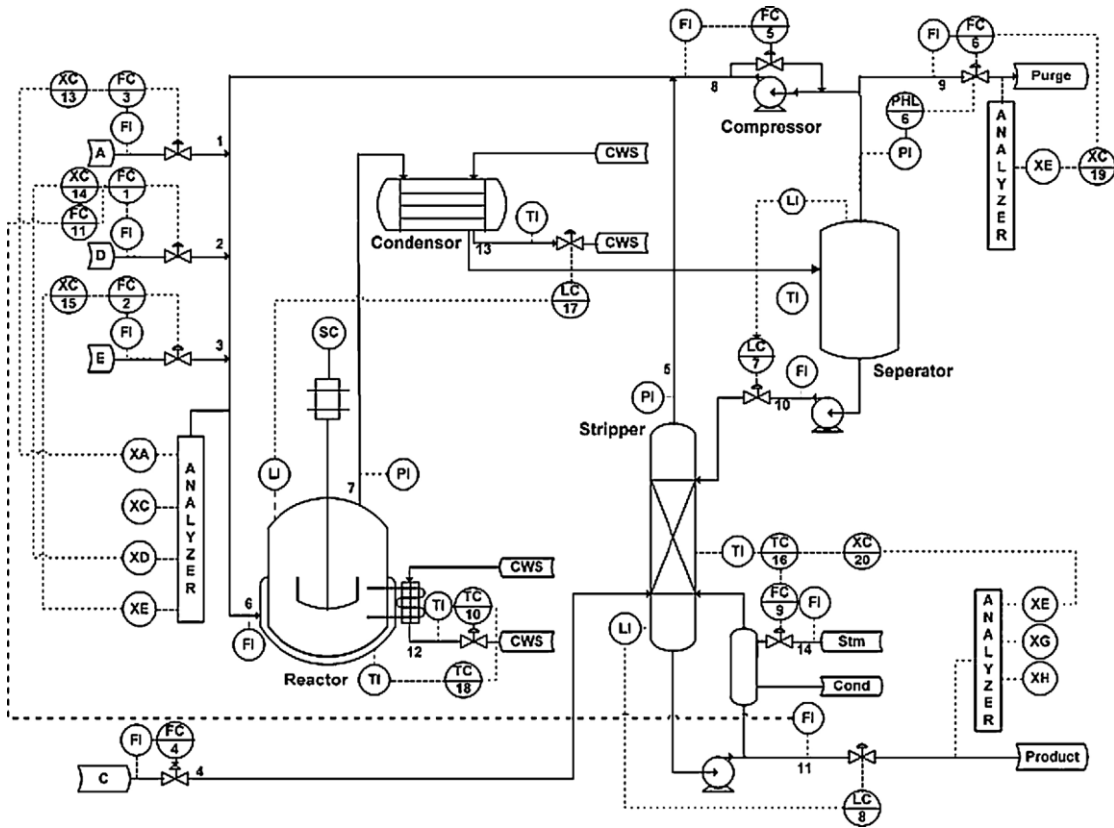 FI
FC
5
8
Compressor
FI
FC
6
9
Purge
PHL
6
PI
ANALYZER
XE
XC
19
XC
13
FC
3
FI
A
1
XC
14
FC
1
FC
11
FI
D
2
XC
15
FC
2
FI
E
3
CWS
Condensor
13
TI
CWS
LC
17
LI
TI
Seperator
LC
7
FI
10
SC
5
PI
Stripper
LI
7
PI
XA
XC
XD
XE
ANALYZER
6
FI
CWS
TI
TC
10
12
CWS
TI
TC
18
Reactor
TI
TC
16
XC
20
FC
9
FI
14
Stm
Cond
LI
ANALYZER
XE
XG
XH
FI
11
Product
LC
8
FI
FC
4
C
4